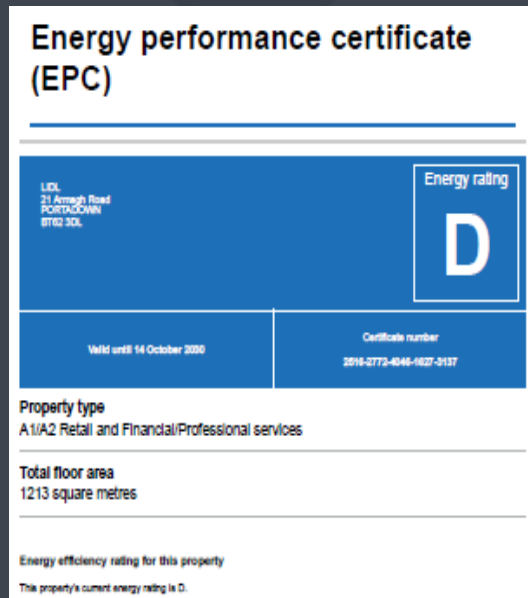 Energy performance certificate
(EPC)
LIDL
21 Armagh Road
PORTADOWN
BT62 3DL
Energy rating
D
Valid until 14 October 2030
Certificate number
2516-2772-4046-1627-3137
Property type
A1/A2 Retail and Financial/Professional services
Total floor area
1213 square metres
Energy efficiency rating for this property
This property's current energy rating is D.